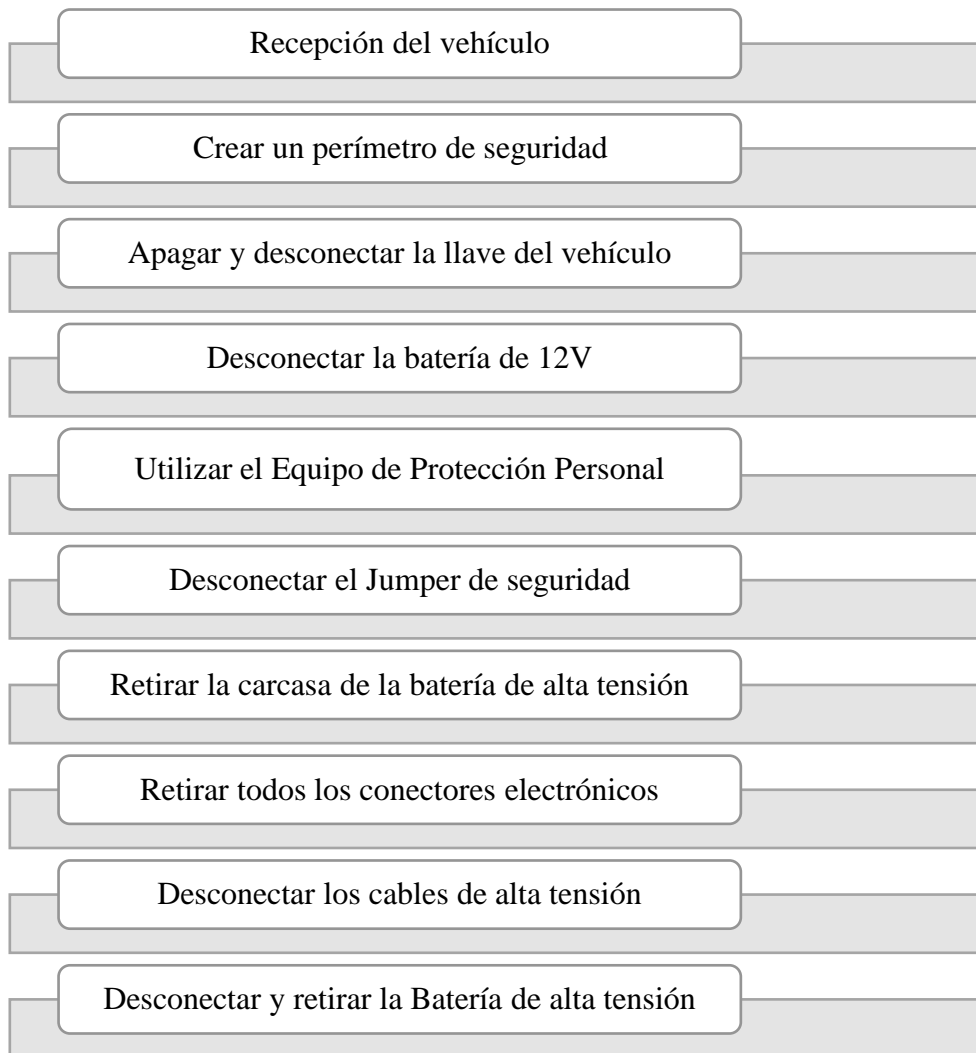 Recepción del vehículo
Crear un perímetro de seguridad
Apagar y desconectar la llave del vehículo
Desconectar la batería de 12V
Utilizar el Equipo de Protección Personal
Desconectar el Jumper de seguridad
Retirar la carcasa de la batería de alta tensión
Retirar todos los conectores electrónicos
Desconectar los cables de alta tensión
Desconectar y retirar la Batería de alta tensión